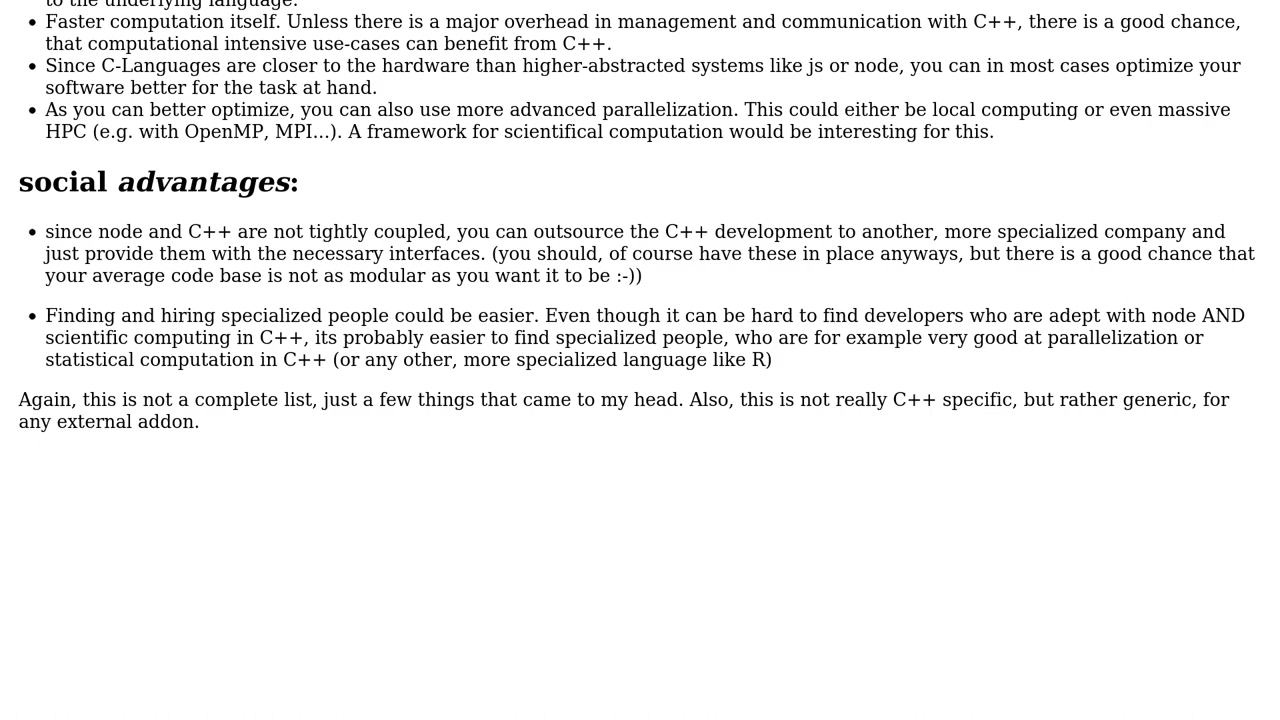 to the underlying language.
• Faster computation itself. Unless there is a major overhead in management and communication with C++, there is a good chance,
that computational intensive use-cases can benefit from C++.
• Since C-Languages are closer to the hardware than higher-abstracted systems like js or node, you can in most cases optimize your
software better for the task at hand.
• As you can better optimize, you can also use more advanced parallelization. This could either be local computing or even massive
HPC (e.g. with OpenMP, MPI...). A framework for scientifical computation would be interesting for this.
social advantages:
• since node and C++ are not tightly coupled, you can outsource the C++ development to another, more specialized company and
just provide them with the necessary interfaces. (you should, of course have these in place anyways, but there is a good chance that
your average code base is not as modular as you want it to be :-))
• Finding and hiring specialized people could be easier. Even though it can be hard to find developers who are adept with node AND
scientific computing in C++, its probably easier to find specialized people, who are for example very good at parallelization or
statistical computation in C++ (or any other, more specialized language like R)
Again, this is not a complete list, just a few things that came to my head. Also, this is not really C++ specific, but rather generic, for
any external addon.